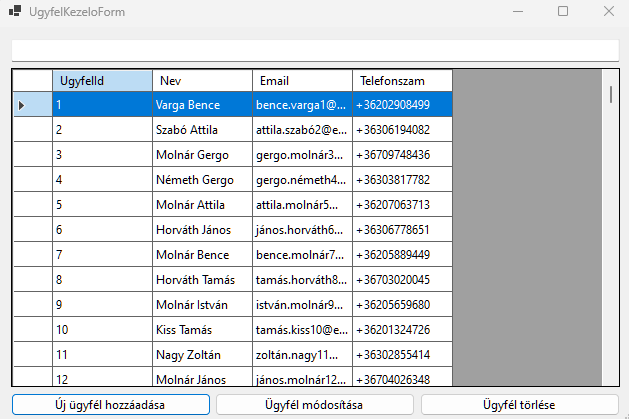 UgyfelKezeloForm
UgyfelId Nev Email Telefonszam
1 Varga Bence bence.varga1@... +36202908499
2 Szabó Attila attila.szabó2@e... +36306194082
3 Molnár Gergo gergo.molnár3... +36709748436
4 Németh Gergo gergo.németh4... +36303817782
5 Molnár Attila attila.molnár5... +36207063713
6 Horváth János jános.horváth6... +36306778651
7 Molnár Bence bence.molnár7... +36205889449
8 Horváth Tamás tamás.horváth8... +36703020045
9 Molnár István istván.molnár9... +36205659680
10 Kiss Tamás tamás.kiss10@e... +36201324726
11 Nagy Zoltán zoltán.nagy11... +36302855414
12 Molnár János jános.molnár12... +36704026348
Új ügyfél hozzáadása Ügyfél módosítása Ügyfél törlése